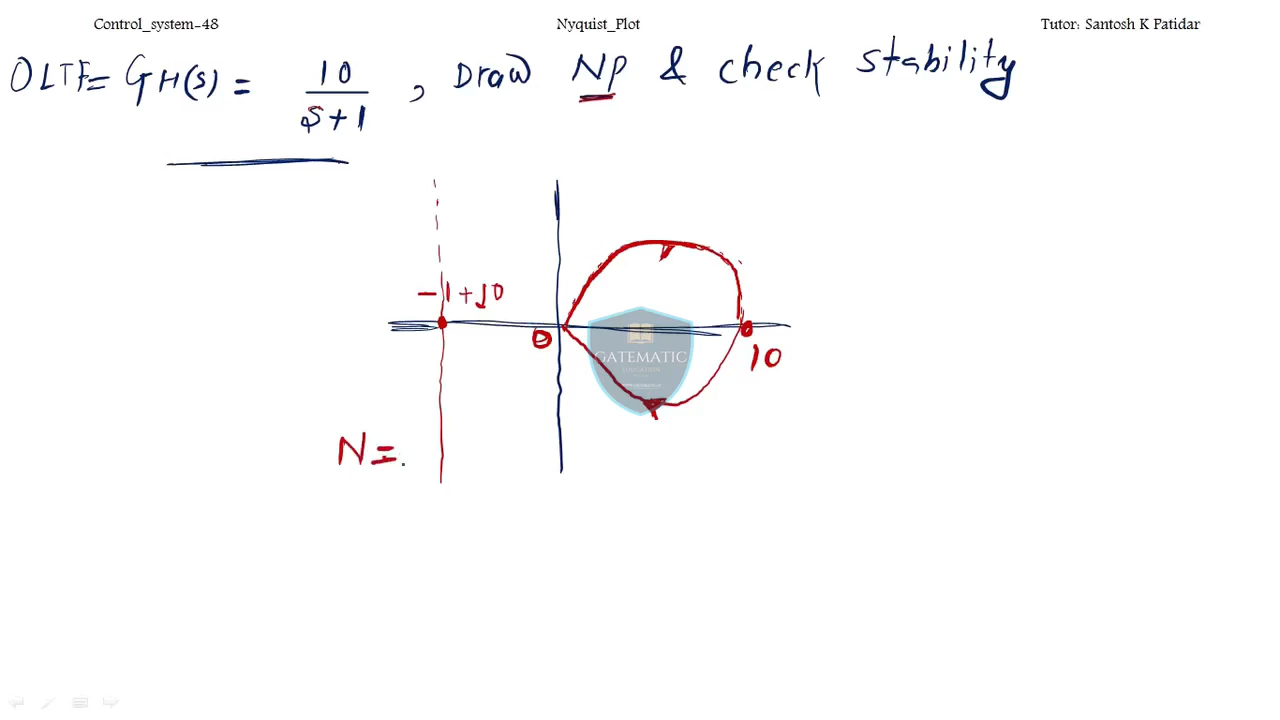 Control_system-48 Nyquist_Plot Tutor: Santosh K Patidar
OLTF= GH(s) = 10/(s+1) , Draw NP & check stability
-1+j0
0
10
GATEMATIC
EDUCATION
N=